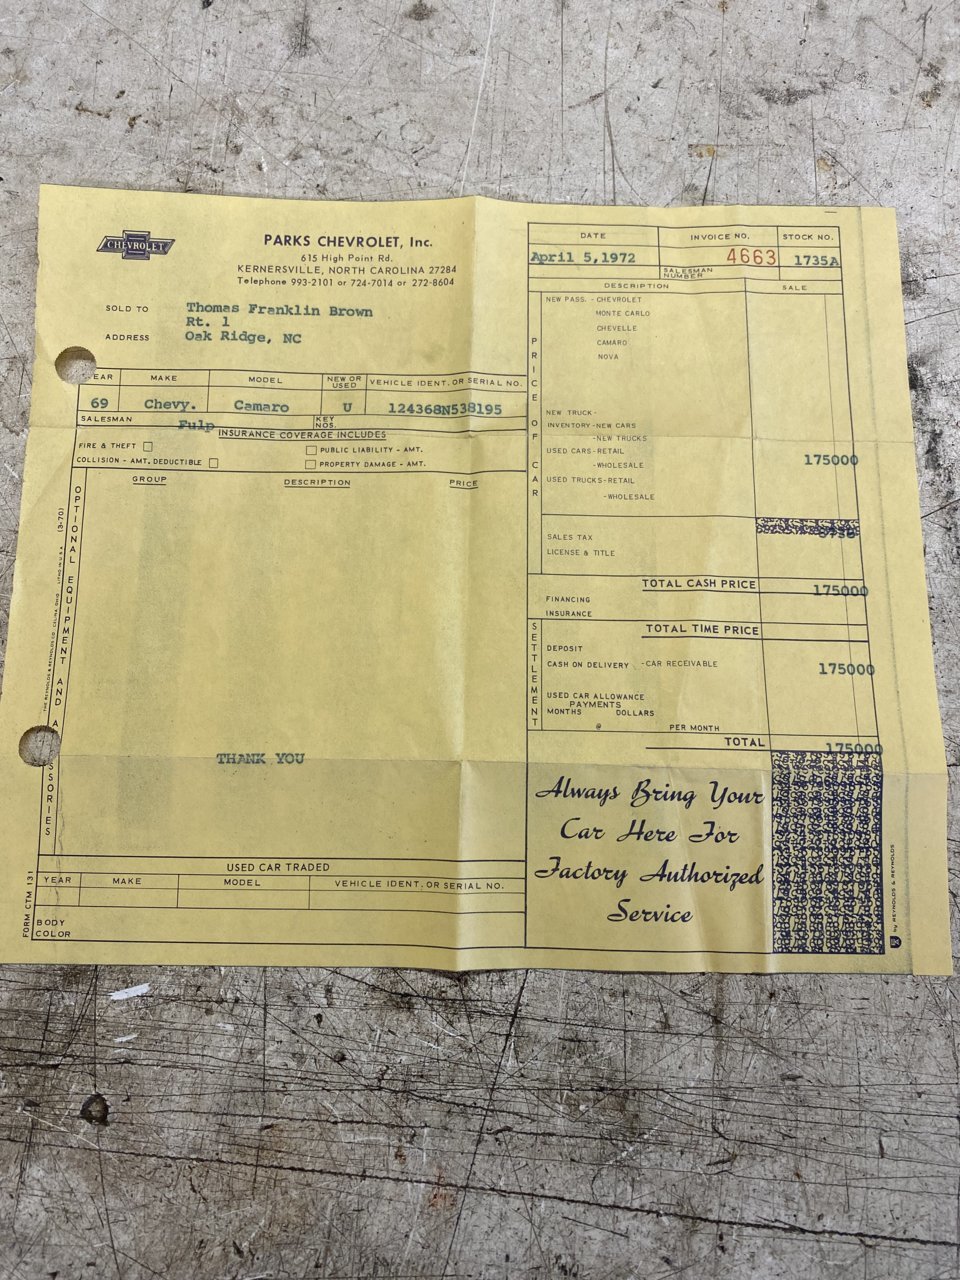 CHEVROLET
PARKS CHEVROLET, Inc.
615 High Point Rd.
KERNERSVILLE, NORTH CAROLINA 27284
Telephone 993-2101 or 724-7014 or 272-8604
SOLD TO Thomas Franklin Brown
Rt. 1
ADDRESS Oak Ridge, NC
DATE INVOICE NO. STOCK NO.
April 5,1972 4663 1735A
SALESMAN NUMBER
DESCRIPTION SALE
EAR MAKE MODEL NEW OR USED VEHICLE IDENT. OR SERIAL NO.
69 Chevy. Camaro U 124368N538195
SALESMAN Fulp KEY NOS.
INSURANCE COVERAGE INCLUDES
FIRE & THEFT PUBLIC LIABILITY - AMT.
COLLISION - AMT. DEDUCTIBLE PROPERTY DAMAGE - AMT.
GROUP DESCRIPTION PRICE
OPTIONAL EQUIPMENT AND A SSORIES
THANK YOU
USED CAR TRADED
YEAR MAKE MODEL VEHICLE IDENT. OR SERIAL NO.
BODY COLOR
FORM CTM 131
(3-70)
PRICE OF CAR
NEW PASS. - CHEVROLET
MONTE CARLO
CHEVELLE
CAMARO
NOVA
NEW TRUCK-
INVENTORY-NEW CARS
-NEW TRUCKS
USED CARS-RETAIL 175000
-WHOLESALE
USED TRUCKS-RETAIL
-WHOLESALE
SALES TAX
LICENSE & TITLE
TOTAL CASH PRICE 175000
FINANCING
INSURANCE
TOTAL TIME PRICE
SETTLEMENT
DEPOSIT
CASH ON DELIVERY -CAR RECEIVABLE 175000
USED CAR ALLOWANCE
PAYMENTS
MONTHS DOLLARS
@ PER MONTH
TOTAL 175000
Always Bring Your
Car Here For
Factory Authorized
Service
by REYNOLDS & REYNOLDS